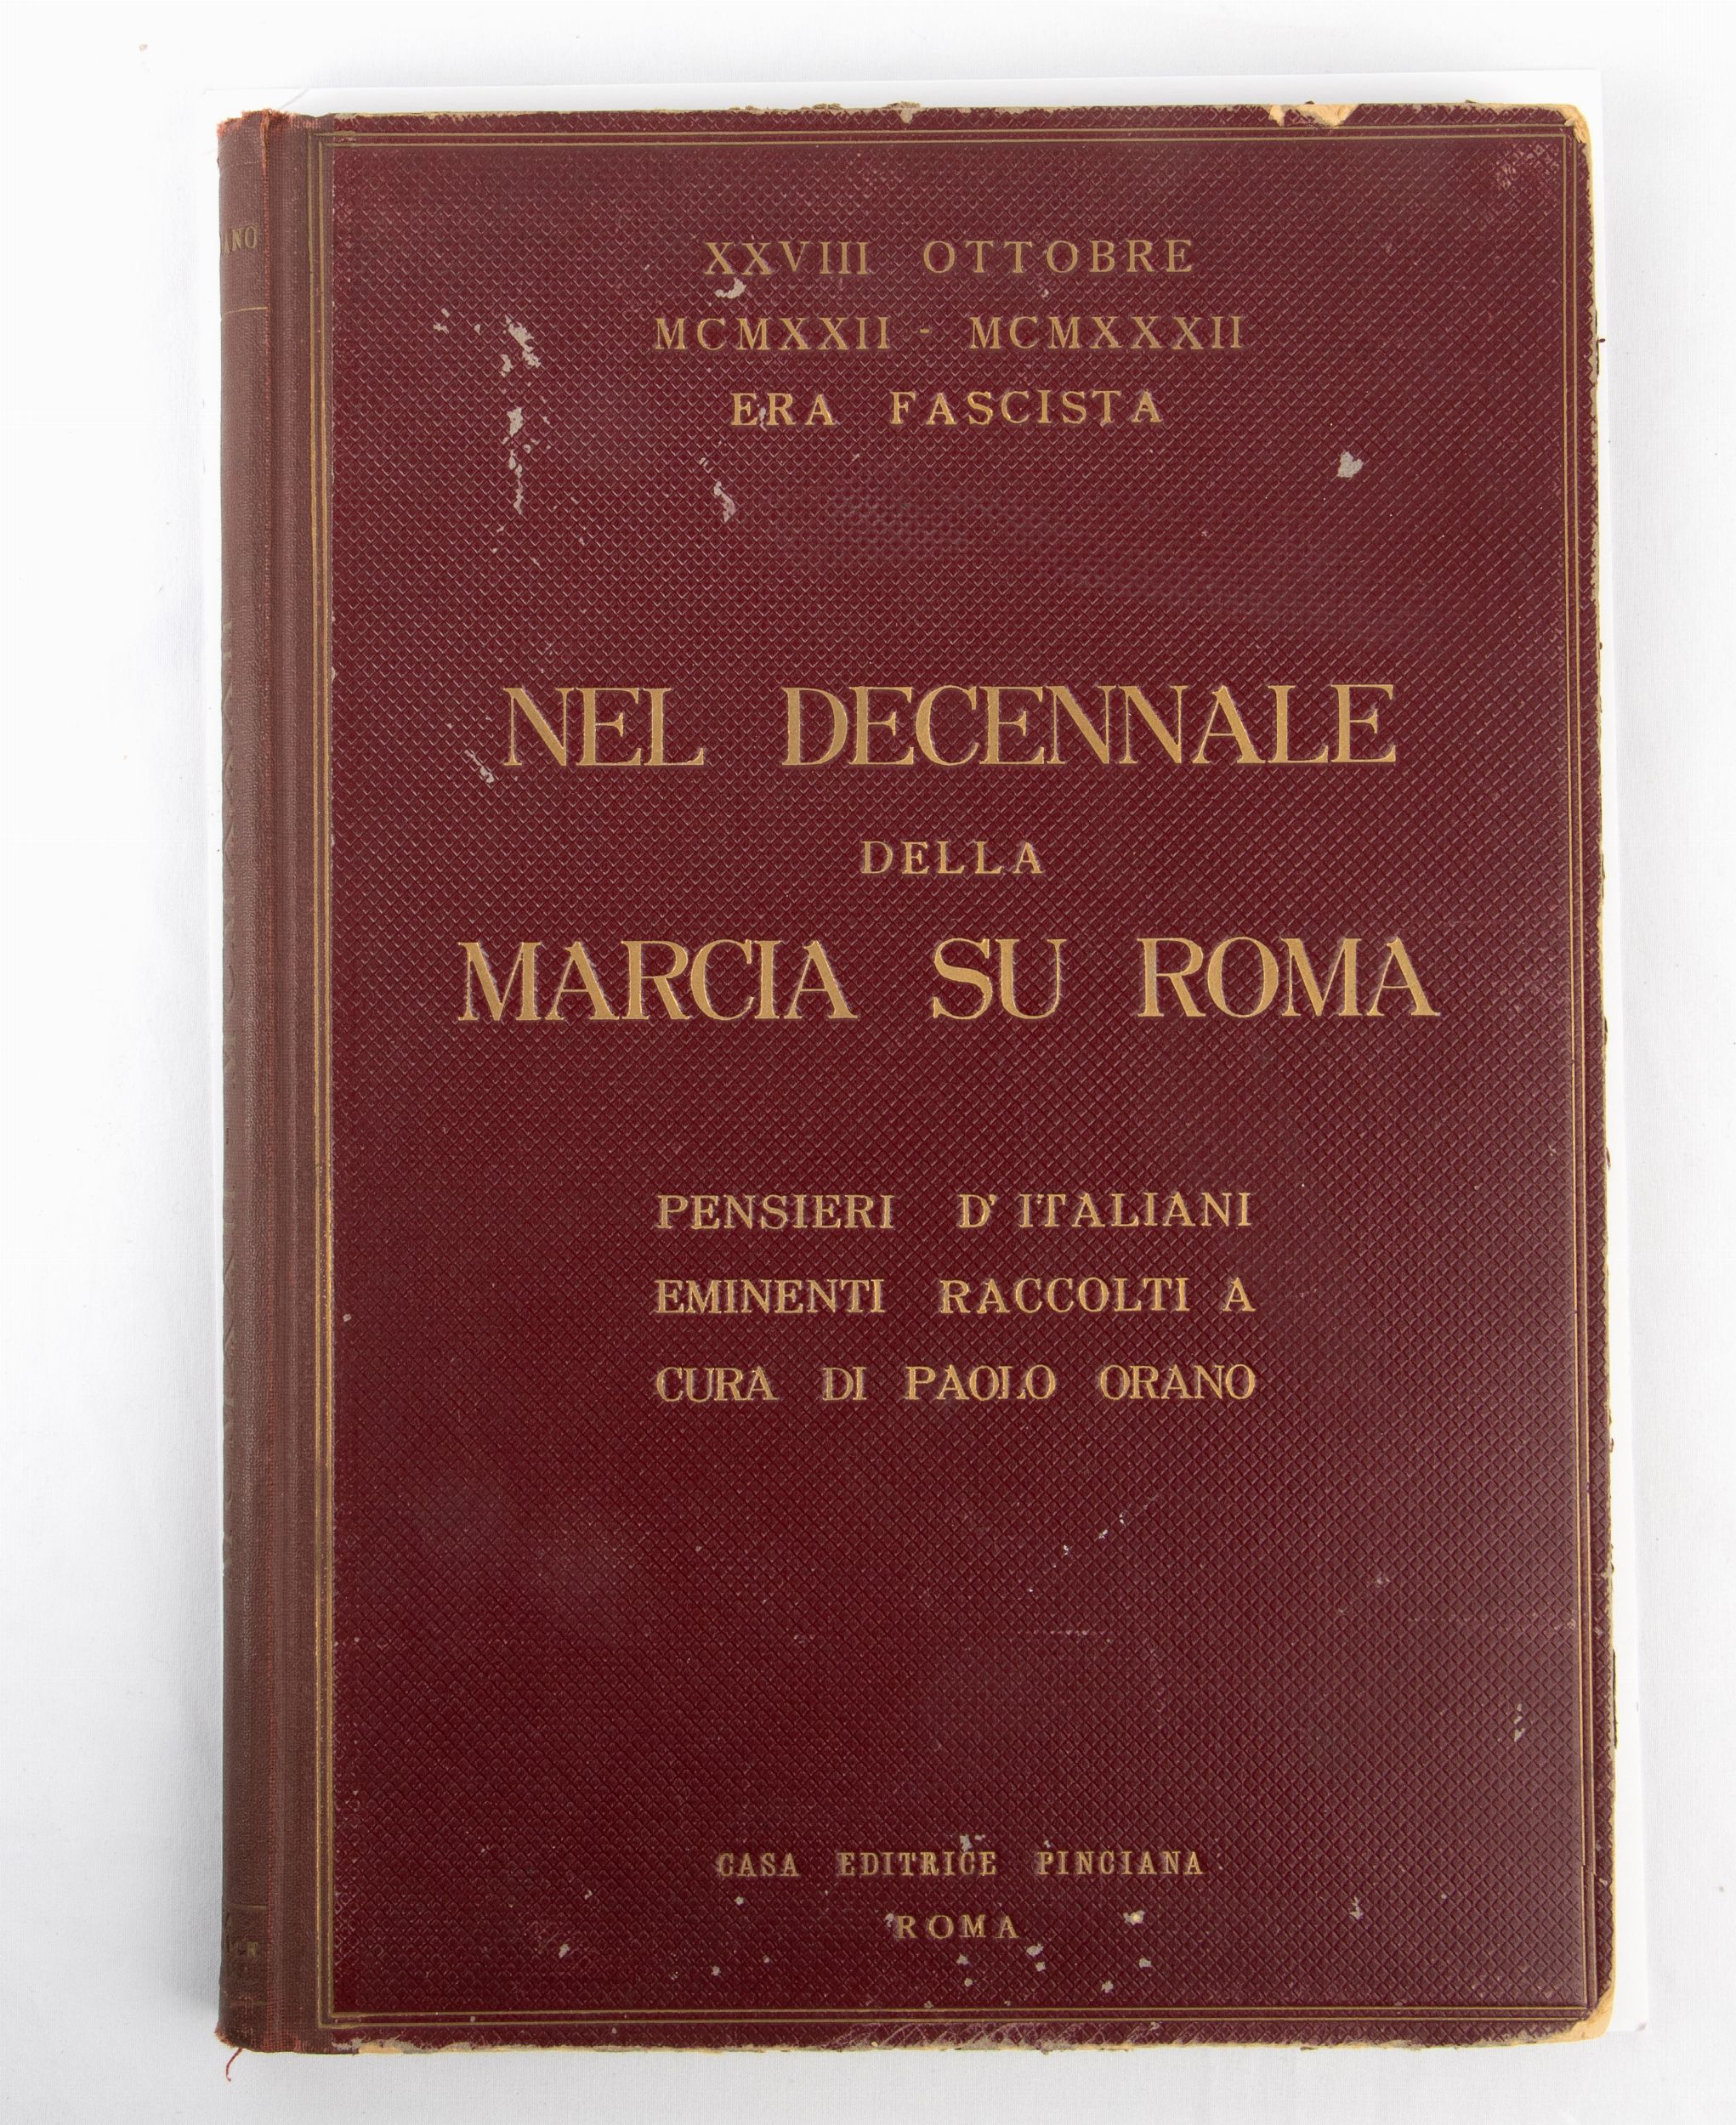 XXVIII OTTOBRE
MCMXXII - MCMXXXII
ERA FASCISTA
NEL DECENNALE
DELLA
MARCIA SU ROMA
PENSIERI D'ITALIANI
EMINENTI RACCOLTI A
CURA DI PAOLO ORANO
CASA EDITRICE PINCIANA
ROMA